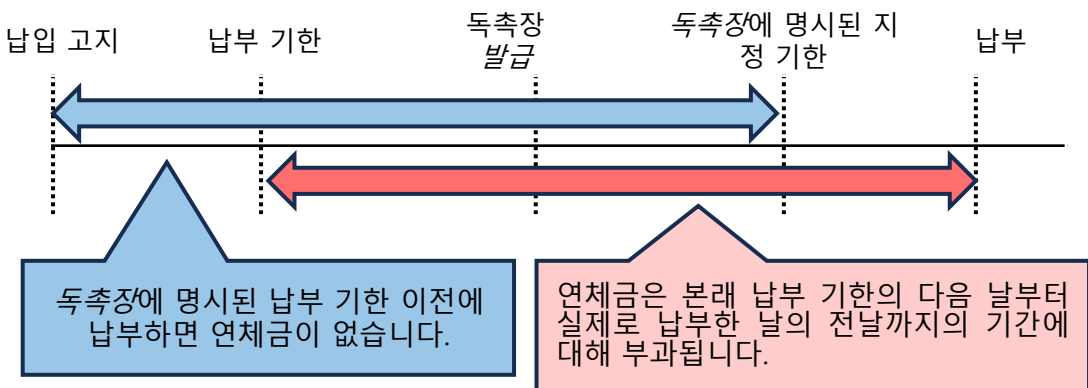 납입 고지
납부 기한
독촉장
발급
독촉장에 명시된 지
정 기한
납부
독촉장에 명시된 납부 기한 이전에
납부하면 연체금이 없습니다.
연체금은 본래 납부 기한의 다음 날부터
실제로 납부한 날의 전날까지의 기간에
대해 부과됩니다.